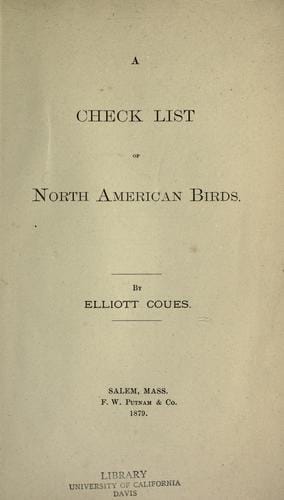 A
CHECK LIST
OF
NORTH AMERICAN BIRDS.
BY
ELLIOTT COUES.
SALEM, MASS.
F. W. PUTNAM & CO.
1879.
LIBRARY
UNIVERSITY OF CALIFORNIA
DAVIS